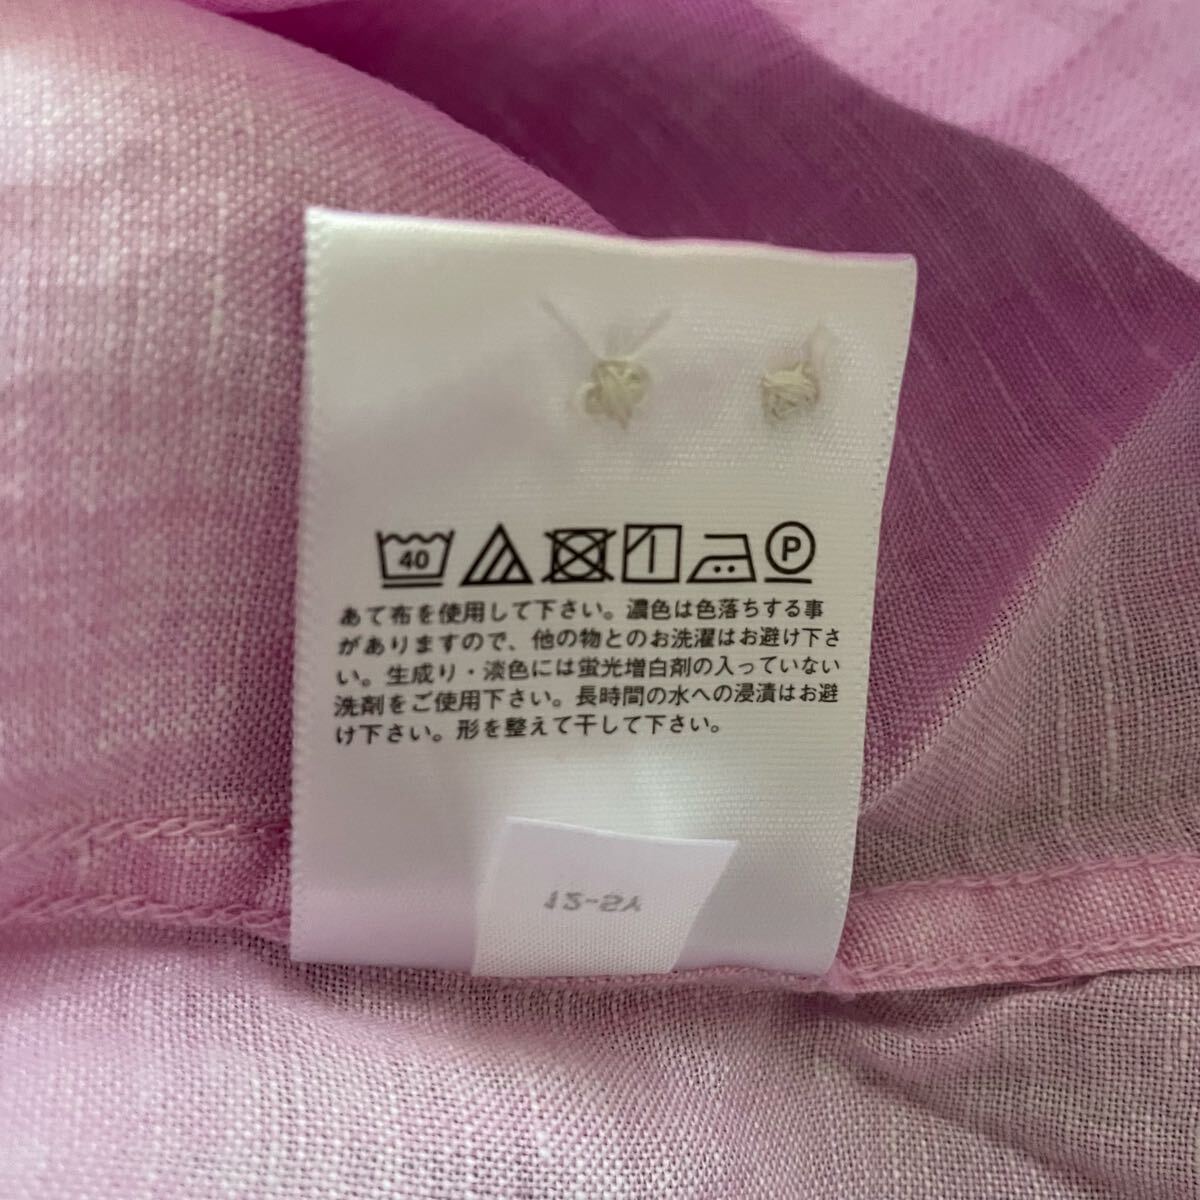 40 P
あて布を使用して下さい。濃色は色落ちする事
がありますので、他の物とのお洗濯はお避け下さ
い。生成り・淡色には蛍光増白剤の入っていない
洗剤をご使用下さい。長時間の水への浸漬はお避
け下さい。形を整えて干して下さい。